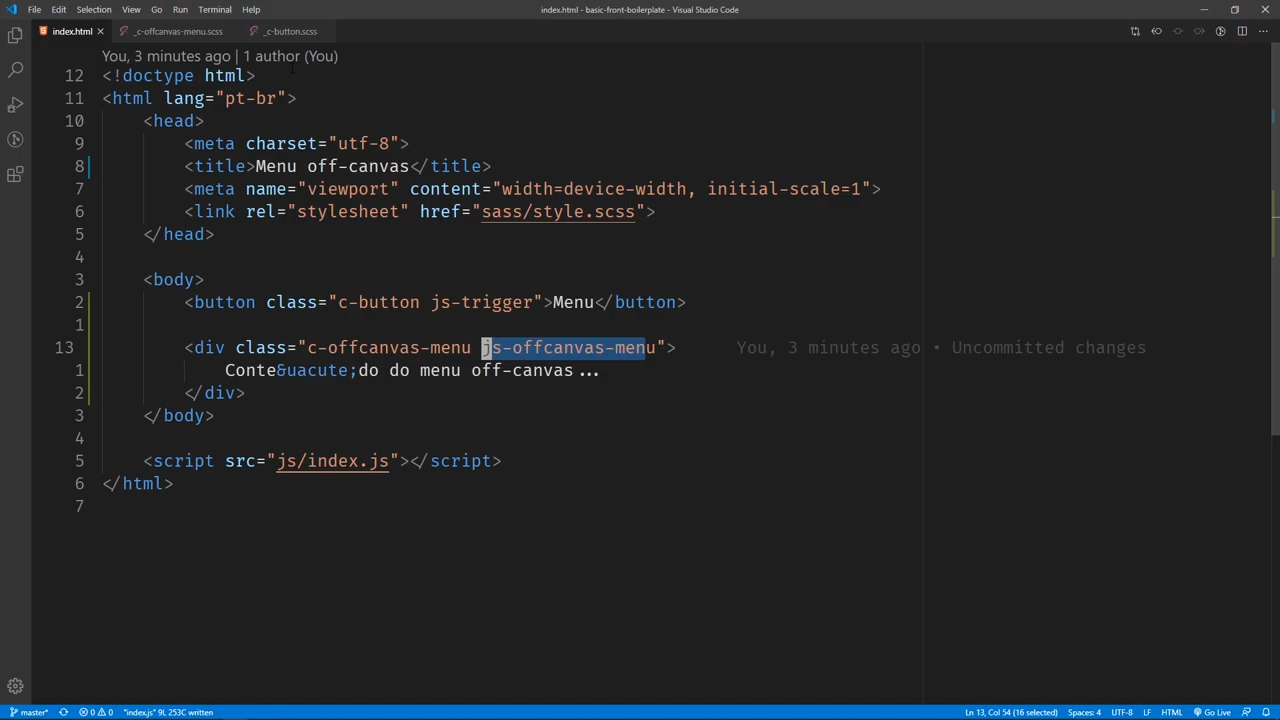 File Edit Selection View Go Run Terminal Help index.html - basic-front-boilerplate - Visual Studio Code
index.html _c-offcanvas-menu.scss _c-button.scss
You, 3 minutes ago | 1 author (You)
12 <!doctype html>
11 <html lang="pt-br">
10 <head>
9 <meta charset="utf-8">
8 <title>Menu off-canvas</title>
7 <meta name="viewport" content="width=device-width, initial-scale=1">
6 <link rel="stylesheet" href="sass/style.scss">
5 </head>
4
3 <body>
2 <button class="c-button js-trigger">Menu</button>
1
13 <div class="c-offcanvas-menu js-offcanvas-menu"> You, 3 minutes ago • Uncommitted changes
1 Conte&uacute;do do menu off-canvas...
2 </div>
3 </body>
4
5 <script src="js/index.js"></script>
6 </html>
7
master* 0 0 "index.js" 9L 253C written Ln 13, Col 54 (16 selected) Spaces: 4 UTF-8 LF HTML Go Live